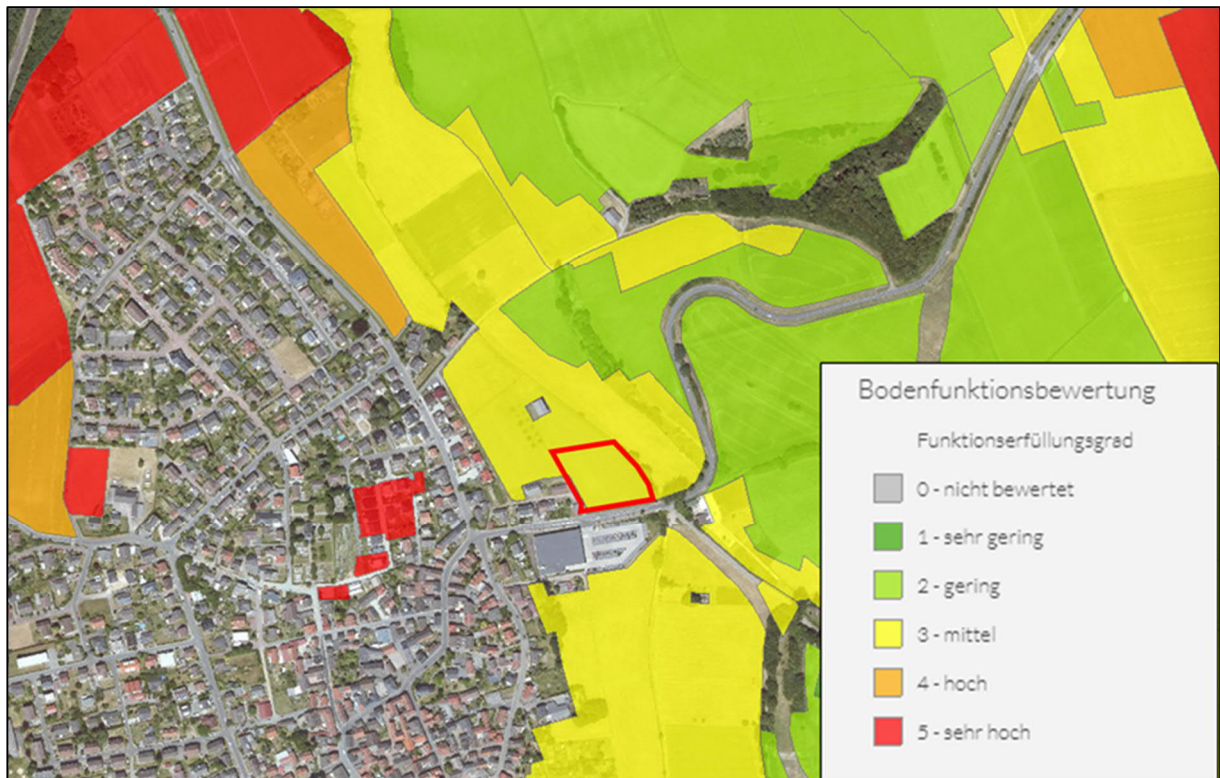 Bodenfunktionsbewertung
Funktionserfüllungsgrad
0 - nicht bewertet
1 - sehr gering
2 - gering
3 - mittel
4 - hoch
5 - sehr hoch